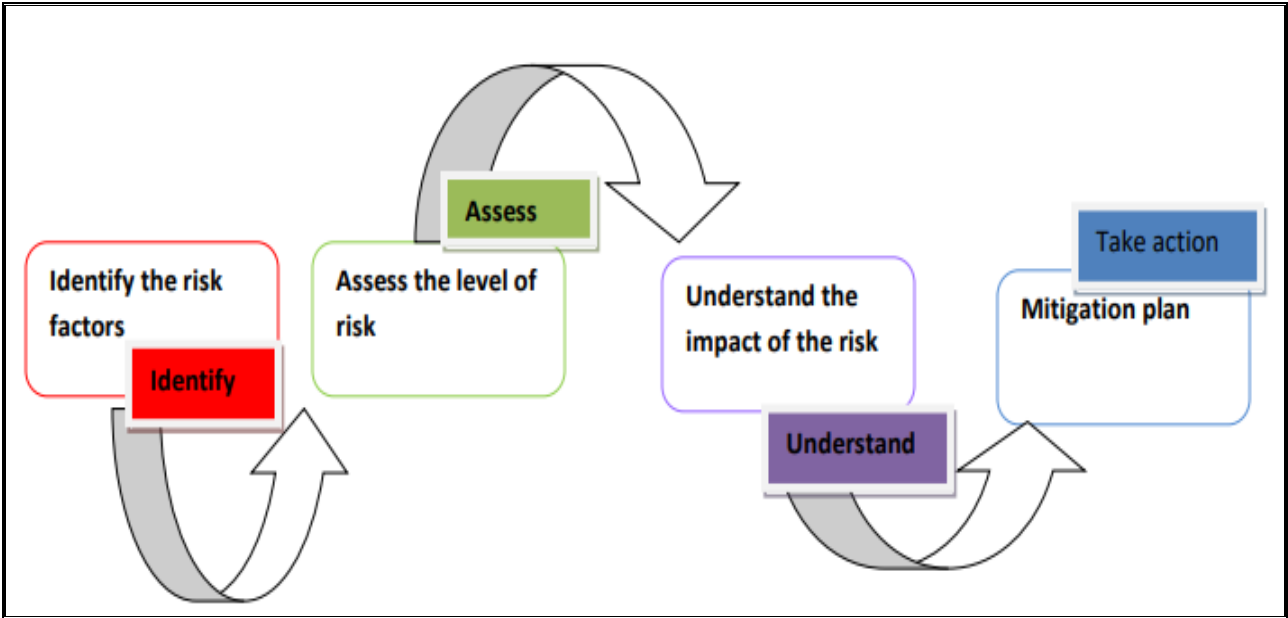 Identify the risk
factors
Identify
Assess the level of
risk
Assess
Understand the
impact of the risk
Understand
Take action
Mitigation plan